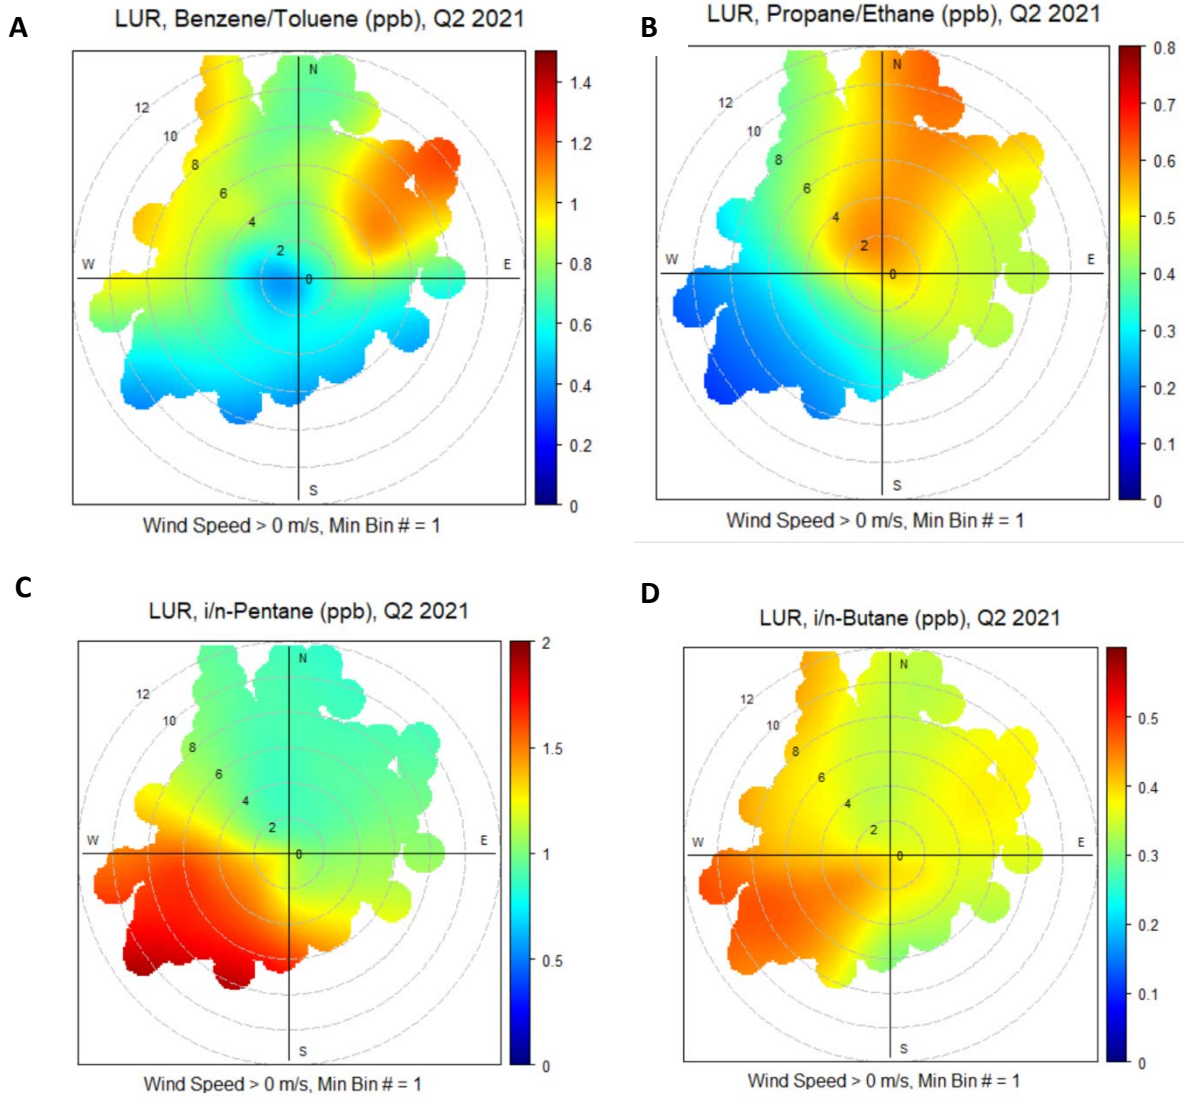 A
LUR, Benzene/Toluene (ppb), Q2 2021
N
12
10
8
6
4
2
0
W
E
S
1.4
1.2
1
0.8
0.6
0.4
0.2
0
Wind Speed > 0 m/s, Min Bin # = 1
B
LUR, Propane/Ethane (ppb), Q2 2021
N
12
10
8
6
4
2
0
W
E
S
0.8
0.7
0.6
0.5
0.4
0.3
0.2
0.1
0
Wind Speed > 0 m/s, Min Bin # = 1
C
LUR, i/n-Pentane (ppb), Q2 2021
N
12
10
8
6
4
2
0
W
E
S
2
1.5
1
0.5
0
Wind Speed > 0 m/s, Min Bin # = 1
D
LUR, i/n-Butane (ppb), Q2 2021
N
12
10
8
6
4
2
0
W
E
S
0.5
0.4
0.3
0.2
0.1
0
Wind Speed > 0 m/s, Min Bin # = 1